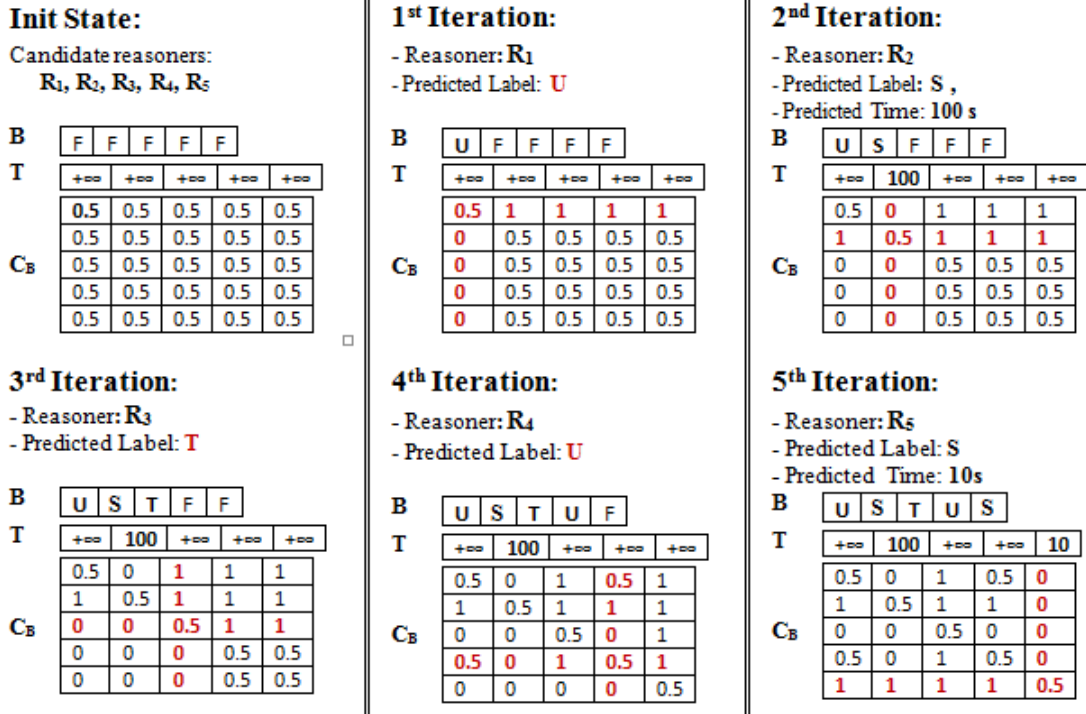 Init State:
Candidate reasoners:
R1, R2, R3, R4, R5
B F F F F F
T +∞ +∞ +∞ +∞ +∞
0.5 0.5 0.5 0.5 0.5
0.5 0.5 0.5 0.5 0.5
CB 0.5 0.5 0.5 0.5 0.5
0.5 0.5 0.5 0.5 0.5
0.5 0.5 0.5 0.5 0.5
1st Iteration:
- Reasoner: R1
- Predicted Label: U
B U F F F F
T +∞ +∞ +∞ +∞ +∞
0.5 1 1 1 1
0 0.5 0.5 0.5 0.5
CB 0 0.5 0.5 0.5 0.5
0 0.5 0.5 0.5 0.5
0 0.5 0.5 0.5 0.5
2nd Iteration:
- Reasoner: R2
- Predicted Label: S ,
- Predicted Time: 100 s
B U S F F F
T +∞ 100 +∞ +∞ +∞
0.5 0 1 1 1
1 0.5 1 1 1
CB 0 0 0.5 0.5 0.5
0 0 0.5 0.5 0.5
0 0 0.5 0.5 0.5
3rd Iteration:
- Reasoner: R3
- Predicted Label: T
B U S T F F
T +∞ 100 +∞ +∞ +∞
0.5 0 1 1 1
1 0.5 1 1 1
CB 0 0 0.5 1 1
0 0 0 0.5 0.5
0 0 0 0.5 0.5
4th Iteration:
- Reasoner: R4
- Predicted Label: U
B U S T U F
T +∞ 100 +∞ +∞ +∞
0.5 0 1 0.5 1
1 0.5 1 1 1
CB 0 0 0.5 0 1
0.5 0 1 0.5 1
0 0 0 0 0.5
5th Iteration:
- Reasoner: R5
- Predicted Label: S
- Predicted Time: 10s
B U S T U S
T +∞ 100 +∞ +∞ 10
0.5 0 1 0.5 0
1 0.5 1 1 0
CB 0 0 0.5 0 0
0.5 0 1 0.5 0
1 1 1 1 0.5